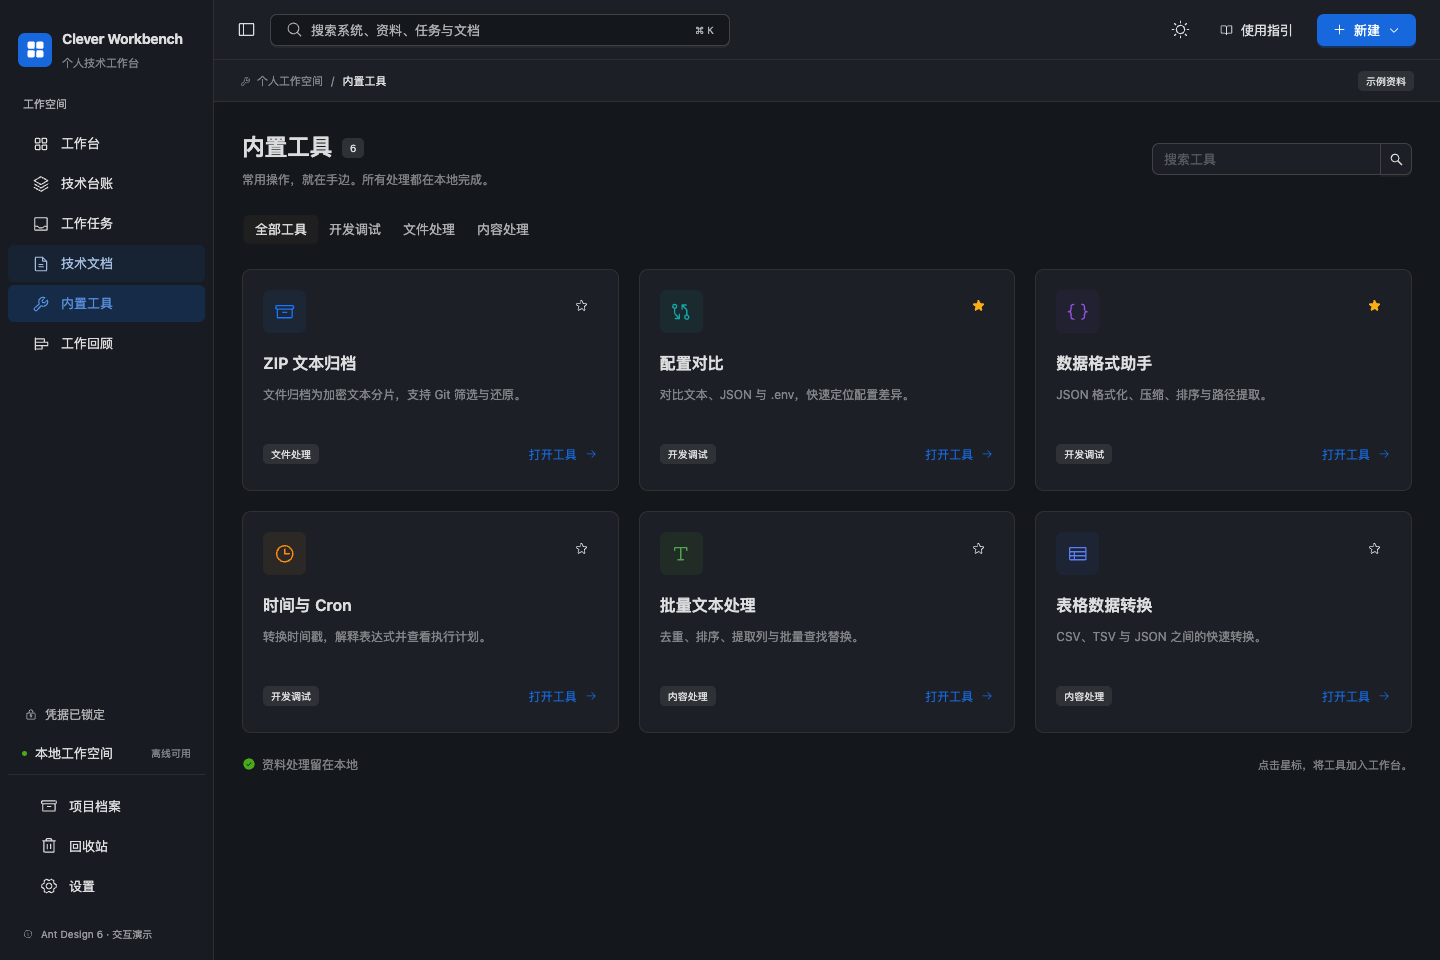 Clever Workbench
个人技术工作台
工作空间
工作台
技术台账
工作任务
技术文档
内置工具
工作回顾
凭据已锁定
本地工作空间 离线可用
项目档案
回收站
设置
Ant Design 6 · 交互演示
搜索系统、资料、任务与文档 ⌘ K
使用指引
新建
个人工作空间 / 内置工具
示例资料
内置工具 6
常用操作，就在手边。所有处理都在本地完成。
搜索工具
全部工具 开发调试 文件处理 内容处理
ZIP 文本归档
文件归档为加密文本分片，支持 Git 筛选与还原。
文件处理 打开工具
配置对比
对比文本、JSON 与 .env，快速定位配置差异。
开发调试 打开工具
数据格式助手
JSON 格式化、压缩、排序与路径提取。
开发调试 打开工具
时间与 Cron
转换时间戳，解释表达式并查看执行计划。
开发调试 打开工具
批量文本处理
去重、排序、提取列与批量查找替换。
内容处理 打开工具
表格数据转换
CSV、TSV 与 JSON 之间的快速转换。
内容处理 打开工具
资料处理留在本地
点击星标，将工具加入工作台。